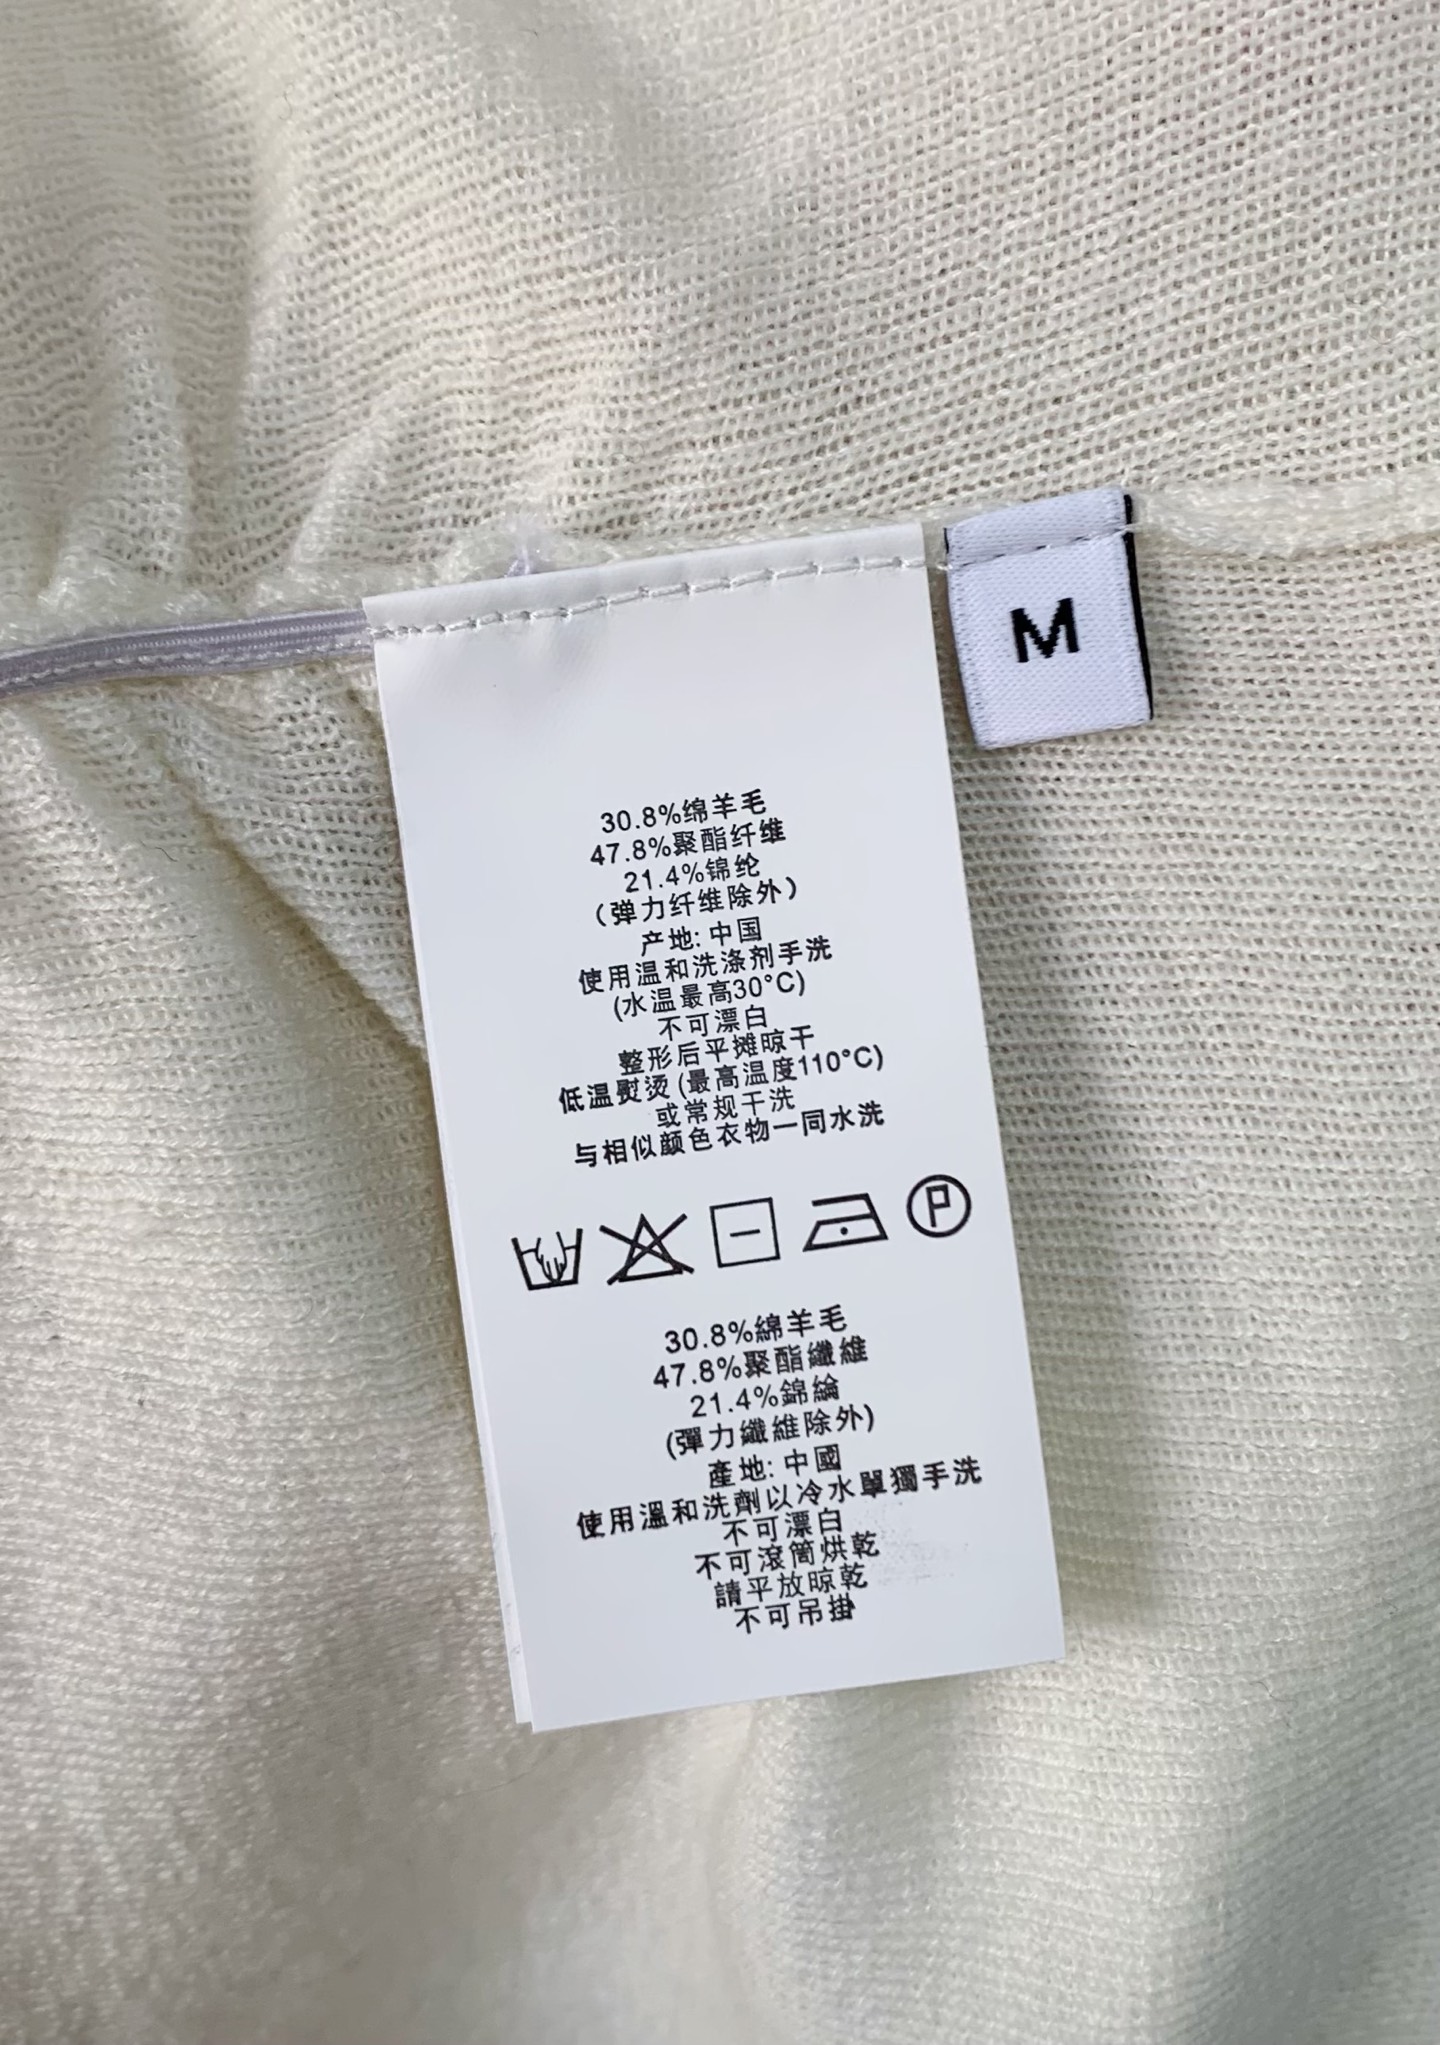 M
30.8%绵羊毛
47.8%聚酯纤维
21.4%锦纶
（弹力纤维除外）
产地: 中国
使用温和洗涤剂手洗
(水温最高30°C)
不可漂白
整形后平摊晾干
低温熨烫 (最高温度110°C)
或常规干洗
与相似颜色衣物一同水洗
P
30.8%綿羊毛
47.8%聚酯纖維
21.4%錦綸
(彈力纖維除外)
產地: 中國
使用溫和洗劑以冷水單獨手洗
不可漂白
不可滾筒烘乾
請平放晾乾
不可吊掛